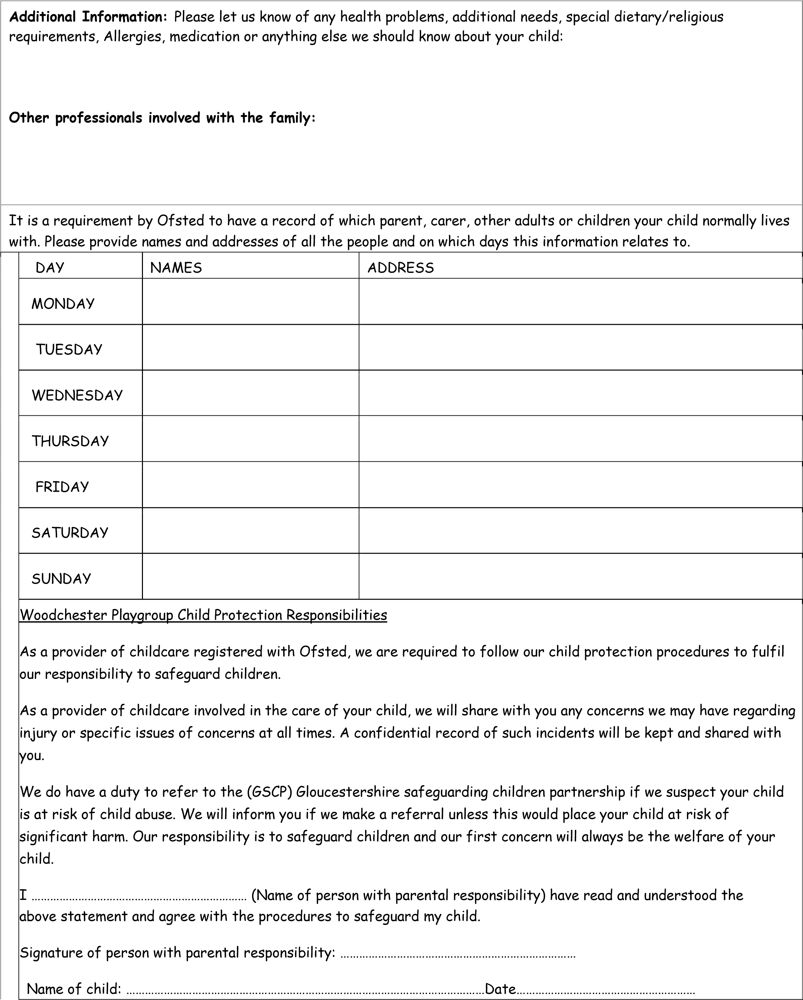 Additional Information: Please let us know of any health problems, additional needs, special dietary/religious
requirements, Allergies, medication or anything else we should know about your child:
Other professionals involved with the family:
It is a requirement by Ofsted to have a record of which parent, carer, other adults or children your child normally lives
with. Please provide names and addresses of all the people and on which days this information relates to.
DAY NAMES ADDRESS
MONDAY
TUESDAY
WEDNESDAY
THURSDAY
FRIDAY
SATURDAY
SUNDAY
Woodchester Playgroup Child Protection Responsibilities
As a provider of childcare registered with Ofsted, we are required to follow our child protection procedures to fulfil
our responsibility to safeguard children.
As a provider of childcare involved in the care of your child, we will share with you any concerns we may have regarding
injury or specific issues of concerns at all times. A confidential record of such incidents will be kept and shared with
you.
We do have a duty to refer to the (GSCP) Gloucestershire safeguarding children partnership if we suspect your child
is at risk of child abuse. We will inform you if we make a referral unless this would place your child at risk of
significant harm. Our responsibility is to safeguard children and our first concern will always be the welfare of your
child.
I …………………………………………………………… (Name of person with parental responsibility) have read and understood the
above statement and agree with the procedures to safeguard my child.
Signature of person with parental responsibility: …………………………………………………………………
Name of child: ……………………………………………………………………………………………………Date…………………………………………………